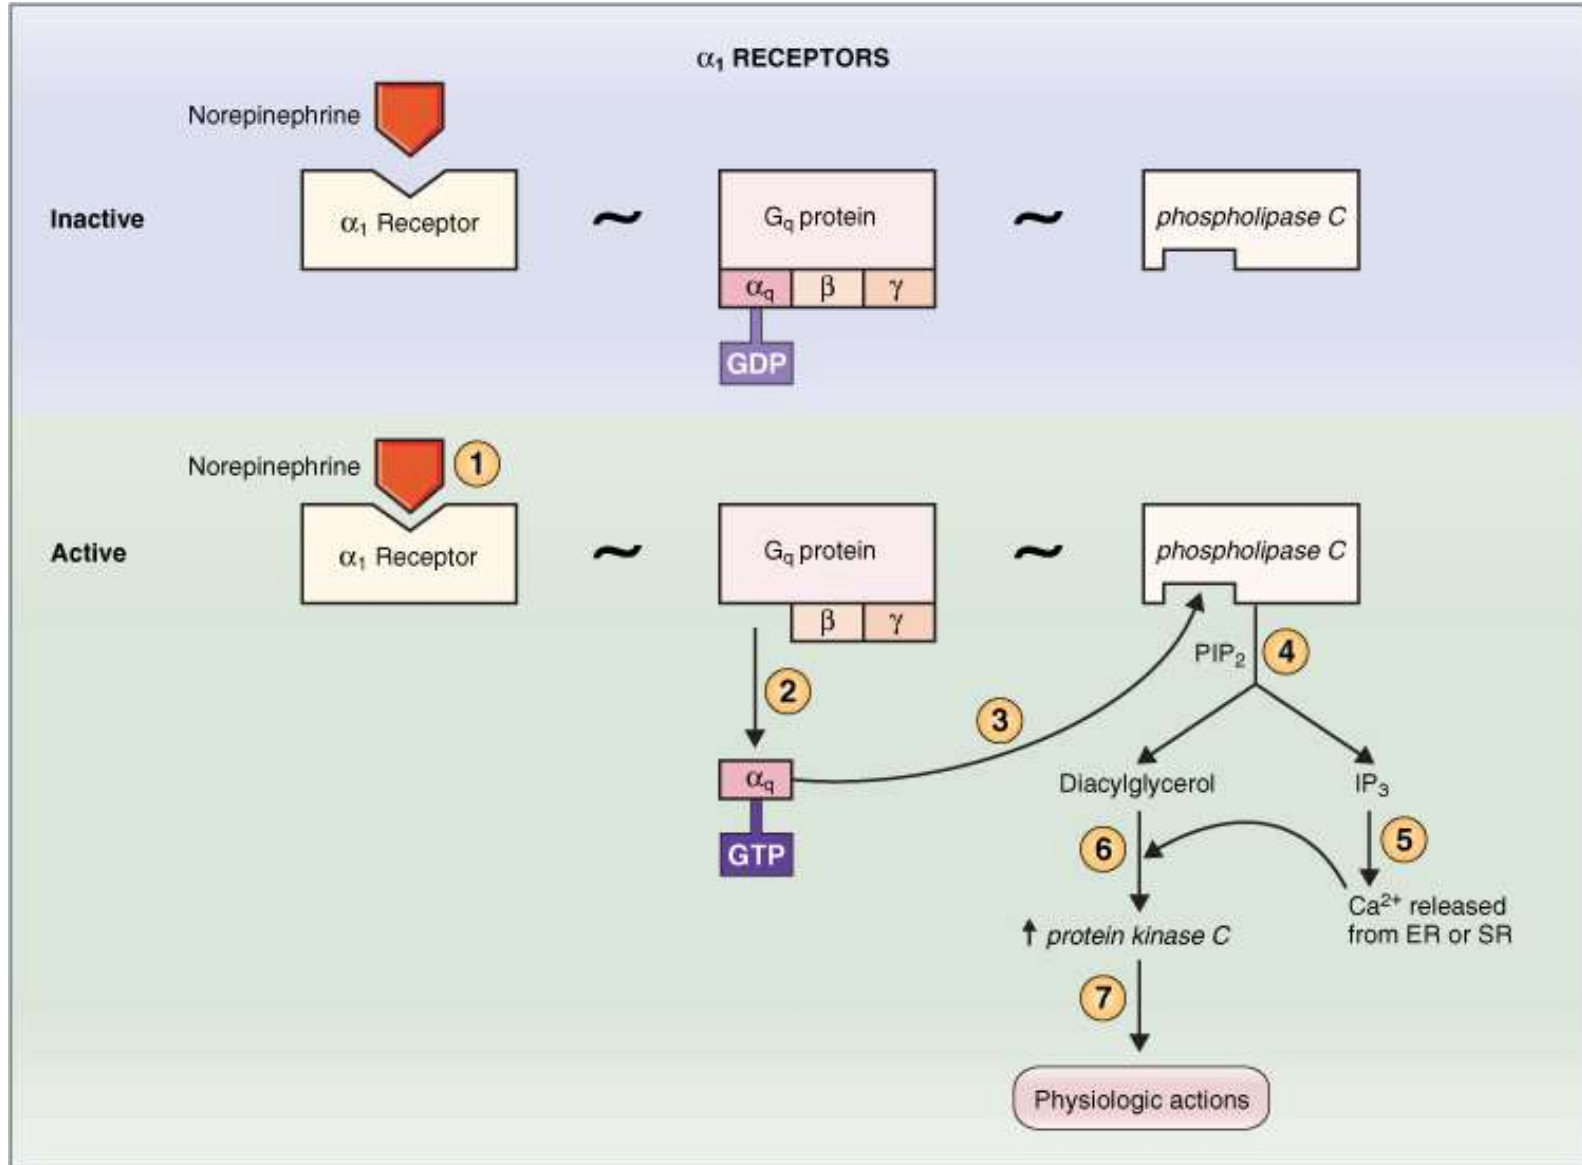 α₁ RECEPTORS
Norepinephrine
Inactive
α₁ Receptor
~
Gq protein
~
phospholipase C
αq β γ
GDP
Norepinephrine
1
Active
α₁ Receptor
~
Gq protein
~
phospholipase C
β γ
PIP₂
4
2
3
αq
Diacylglycerol
IP₃
GTP
6
5
Ca²⁺ released
from ER or SR
↑ protein kinase C
7
Physiologic actions